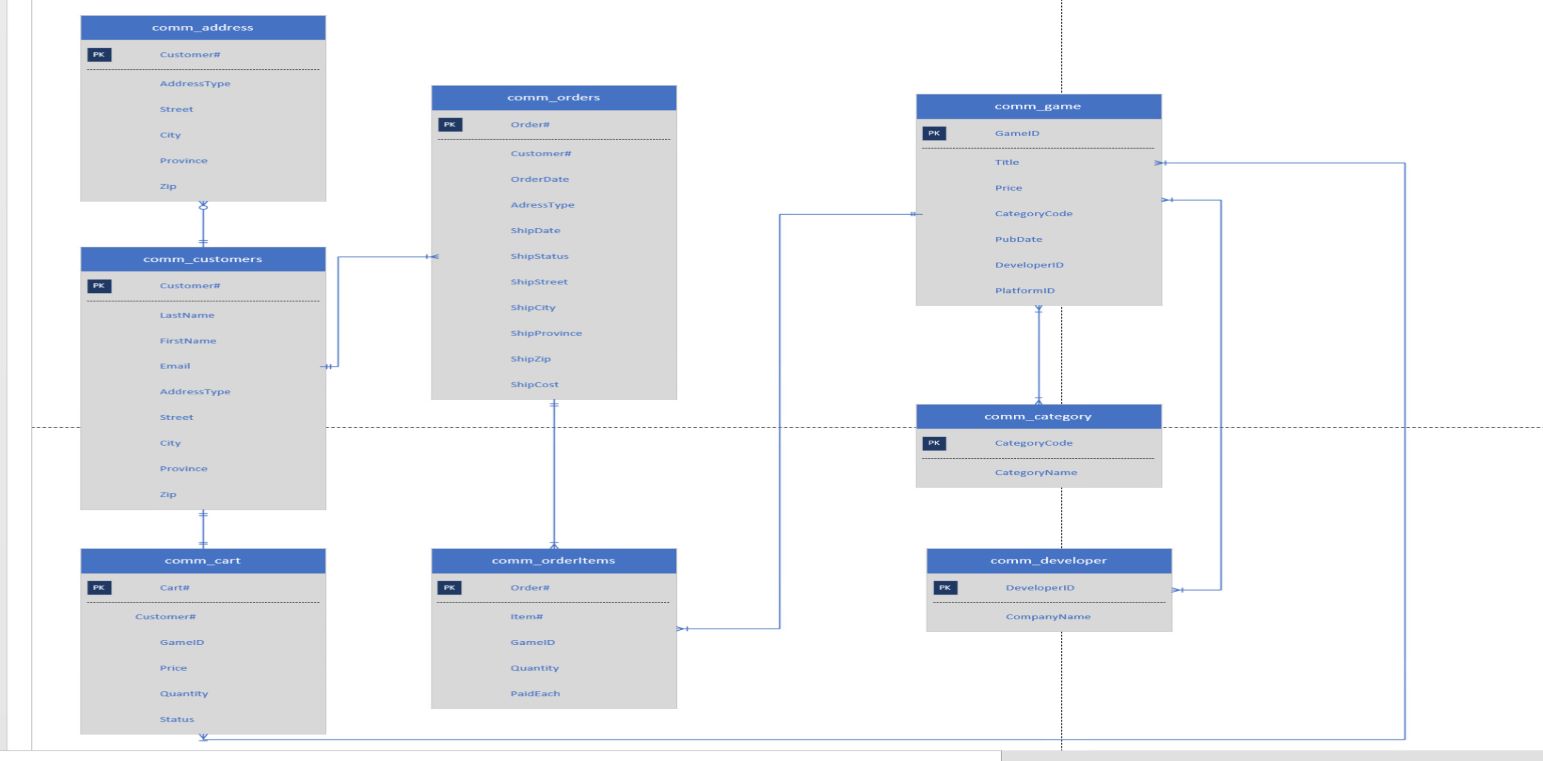 comm_address
PK Customer#
AddressType
Street
City
Province
Zip
comm_customers
PK Customer#
LastName
FirstName
Email
AddressType
Street
City
Province
Zip
comm_cart
PK Cart#
Customer#
GameID
Price
Quantity
Status
comm_orders
PK Order#
Customer#
OrderDate
AdressType
ShipDate
ShipStatus
ShipStreet
ShipCity
ShipProvince
ShipZip
ShipCost
comm_orderItems
PK Order#
Item#
GameID
Quantity
PaidEach
comm_game
PK GameID
Title
Price
CategoryCode
PubDate
DeveloperID
PlatformID
comm_category
PK CategoryCode
CategoryName
comm_developer
PK DeveloperID
CompanyName